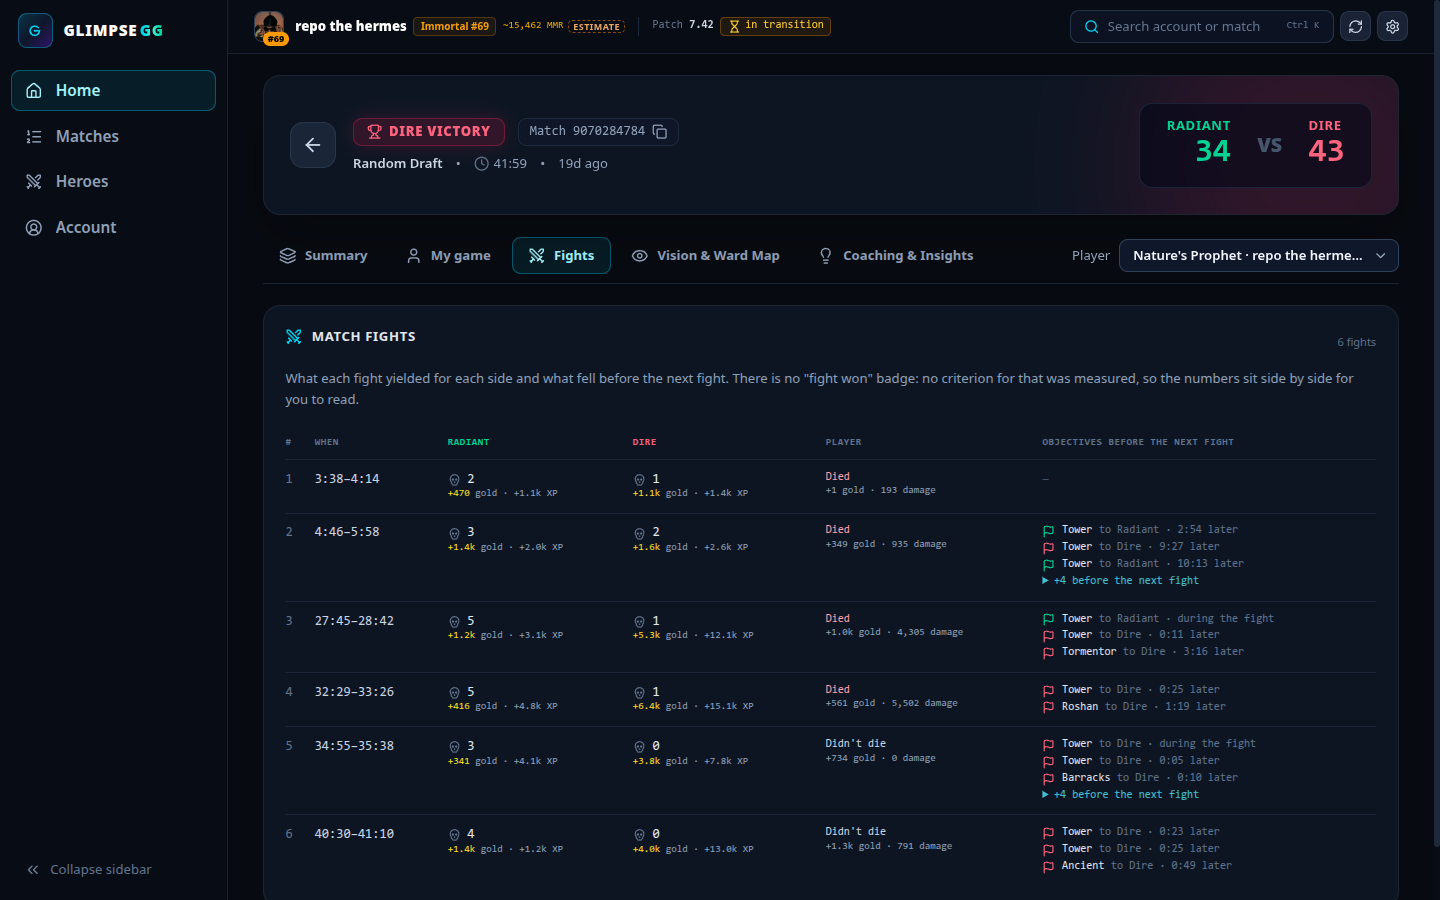 G GLIMPSE GG
Home
Matches
Heroes
Account
Collapse sidebar
#69
repo the hermes Immortal #69 ~15,462 MMR ESTIMATE Patch 7.42 in transition
Search account or match Ctrl K
DIRE VICTORY Match 9070284784
Random Draft • 41:59 • 19d ago
RADIANT VS DIRE
34 43
Summary My game Fights Vision & Ward Map Coaching & Insights Player Nature's Prophet · repo the herme...
MATCH FIGHTS
6 fights
What each fight yielded for each side and what fell before the next fight. There is no "fight won" badge: no criterion for that was measured, so the numbers sit side by side for
you to read.
# WHEN RADIANT DIRE PLAYER OBJECTIVES BEFORE THE NEXT FIGHT
1 3:38–4:14 2 1 Died —
+470 gold · +1.1k XP +1.1k gold · +1.4k XP +1 gold · 193 damage
2 4:46–5:58 3 2 Died Tower to Radiant · 2:54 later
+1.4k gold · +2.0k XP +1.6k gold · +2.6k XP +349 gold · 935 damage Tower to Dire · 9:27 later
Tower to Radiant · 10:13 later
▶ +4 before the next fight
3 27:45–28:42 5 1 Died Tower to Radiant · during the fight
+1.2k gold · +3.1k XP +5.3k gold · +12.1k XP +1.0k gold · 4,305 damage Tower to Dire · 0:11 later
Tormentor to Dire · 3:16 later
4 32:29–33:26 5 1 Died Tower to Dire · 0:25 later
+416 gold · +4.8k XP +6.4k gold · +15.1k XP +561 gold · 5,502 damage Roshan to Dire · 1:19 later
5 34:55–35:38 3 0 Didn't die Tower to Dire · during the fight
+341 gold · +4.1k XP +3.8k gold · +7.8k XP +734 gold · 0 damage Tower to Dire · 0:05 later
Barracks to Dire · 0:10 later
▶ +4 before the next fight
6 40:30–41:10 4 0 Didn't die Tower to Dire · 0:23 later
+1.4k gold · +1.2k XP +4.0k gold · +13.0k XP +1.3k gold · 791 damage Tower to Dire · 0:25 later
Ancient to Dire · 0:49 later